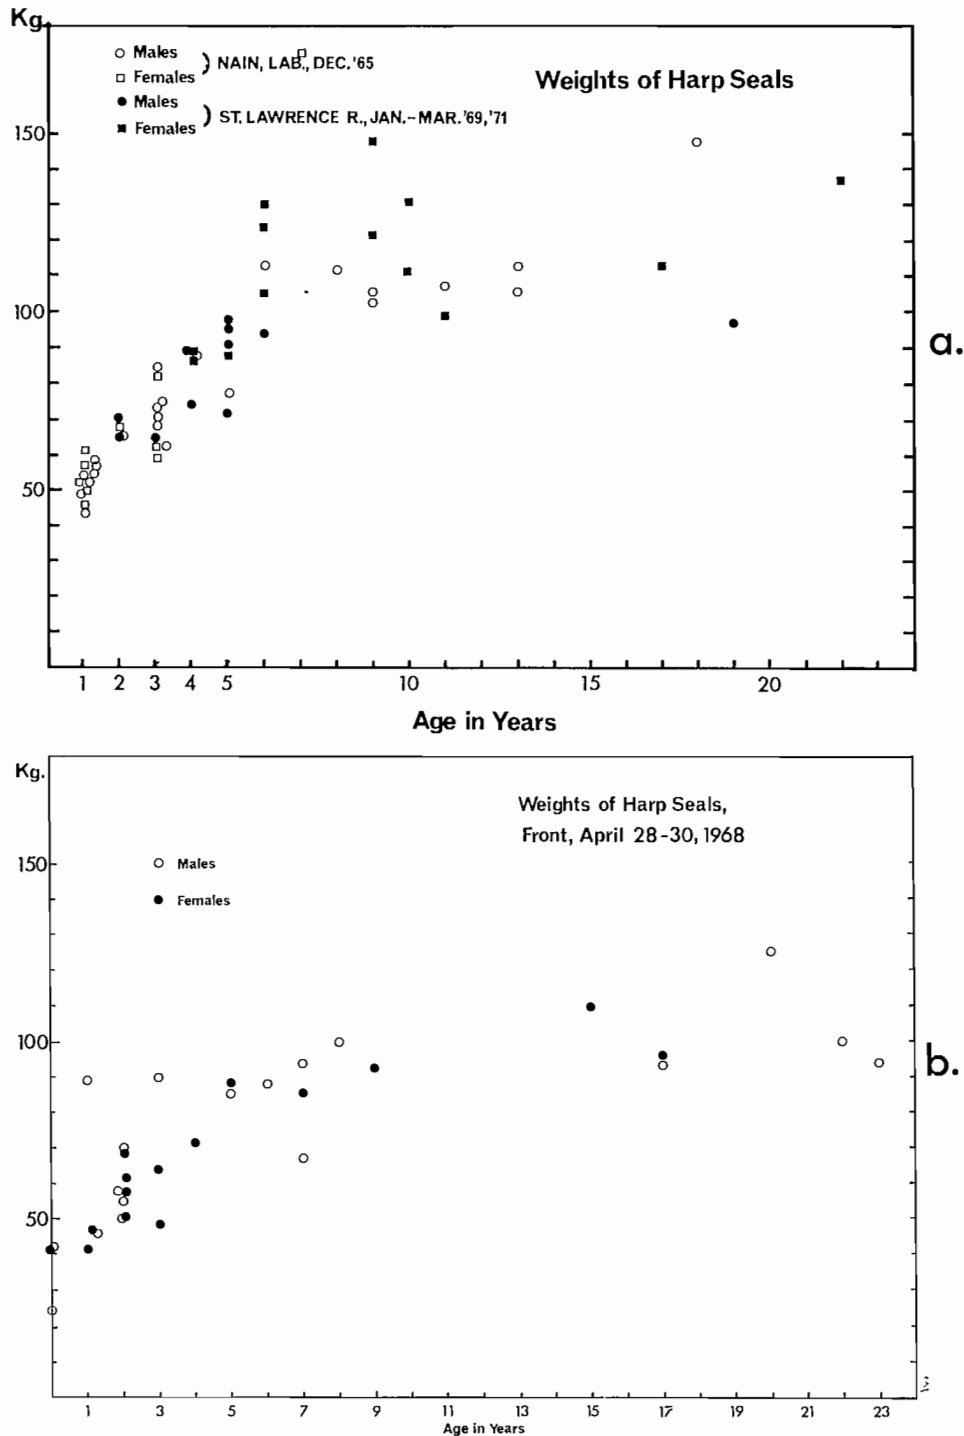 Kg.
Males
Females
) NAIN, LAB., DEC.'65
Males
Females
) ST. LAWRENCE R., JAN.-MAR.'69,'71
Weights of Harp Seals
150
100
50
a.
1 2 3 4 5 10 15 20
Age in Years
Kg.
Weights of Harp Seals,
Front, April 28-30, 1968
150
Males
Females
100
50
b.
1 3 5 7 9 11 13 15 17 19 21 23
Age in Years